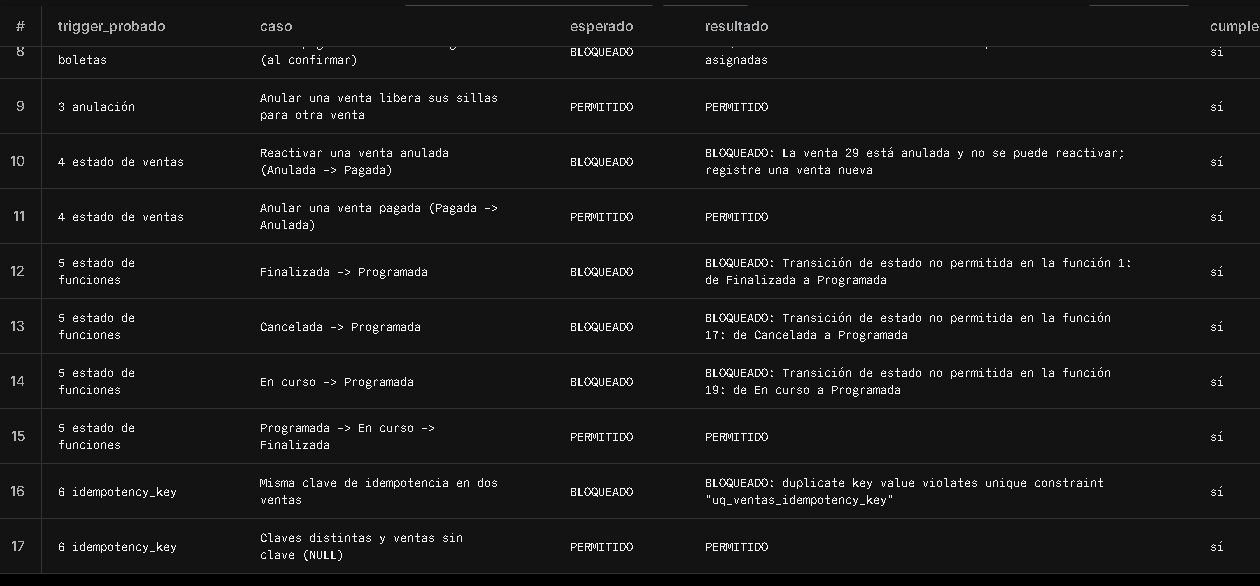 # trigger_probado caso esperado resultado cumple
8 BLOQUEADO sí
boletas (al confirmar) asignadas
9 3 anulación Anular una venta libera sus sillas PERMITIDO PERMITIDO sí
para otra venta
10 4 estado de ventas Reactivar una venta anulada BLOQUEADO BLOQUEADO: La venta 29 está anulada y no se puede reactivar; sí
(Anulada -> Pagada) registre una venta nueva
11 4 estado de ventas Anular una venta pagada (Pagada -> PERMITIDO PERMITIDO sí
Anulada)
12 5 estado de Finalizada -> Programada BLOQUEADO BLOQUEADO: Transición de estado no permitida en la función 1: sí
funciones de Finalizada a Programada
13 5 estado de Cancelada -> Programada BLOQUEADO BLOQUEADO: Transición de estado no permitida en la función sí
funciones 17: de Cancelada a Programada
14 5 estado de En curso -> Programada BLOQUEADO BLOQUEADO: Transición de estado no permitida en la función sí
funciones 19: de En curso a Programada
15 5 estado de Programada -> En curso -> PERMITIDO PERMITIDO sí
funciones Finalizada
16 6 idempotency_key Misma clave de idempotencia en dos BLOQUEADO BLOQUEADO: duplicate key value violates unique constraint sí
ventas "uq_ventas_idempotency_key"
17 6 idempotency_key Claves distintas y ventas sin PERMITIDO PERMITIDO sí
clave (NULL)